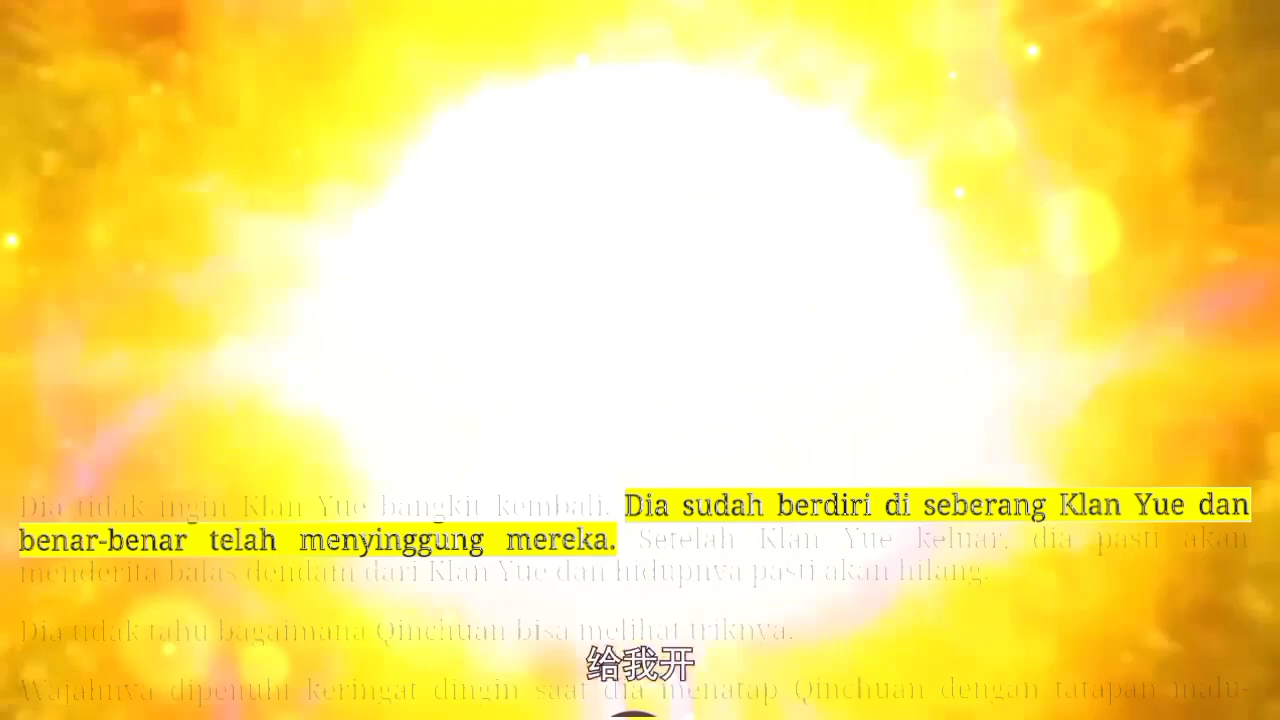 Dia tidak ingin Klan Yue bangkit kembali. Dia sudah berdiri di seberang Klan Yue dan
benar-benar telah menyinggung mereka. Setelah Klan Yue keluar, dia pasti akan
menderita balas dendam dari Klan Yue dan hidupnya pasti akan hilang.
Dia tidak tahu bagaimana Qinchuan bisa melihat triknya.
给我开
Wajahnya dipenuhi keringat dingin saat dia menatap Qinchuan dengan tatapan malu-